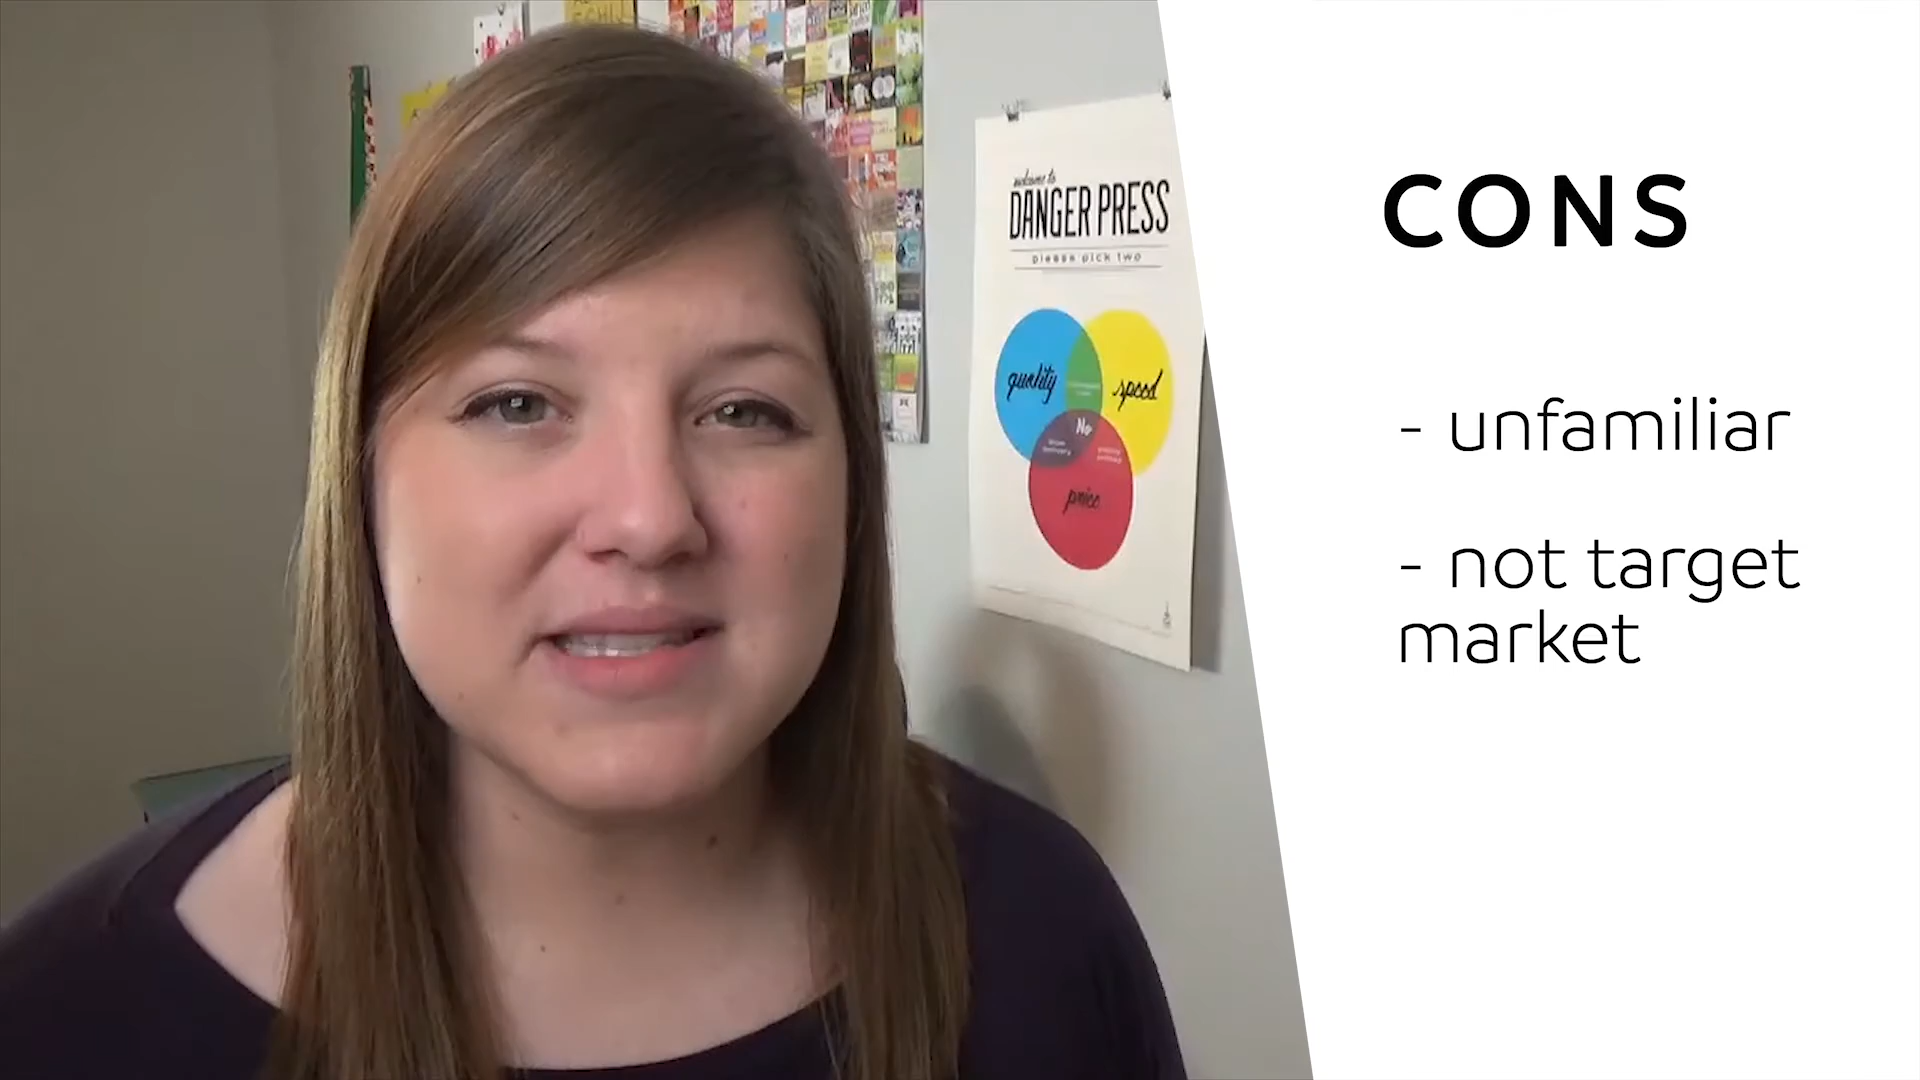 welcome to
DANGER PRESS
please pick two
quality
speed
No
price
CONS
- unfamiliar
- not target
market